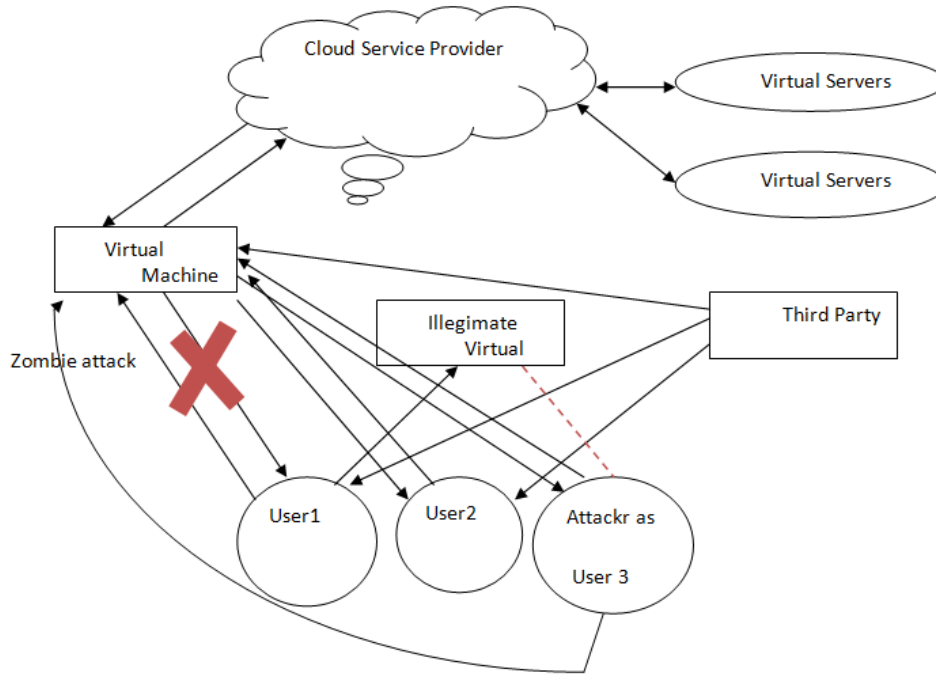 Cloud Service Provider
Virtual Servers
Virtual Servers
Virtual
Machine
Illegimate
Virtual
Third Party
Zombie attack
User1
User2
Attackr as
User 3